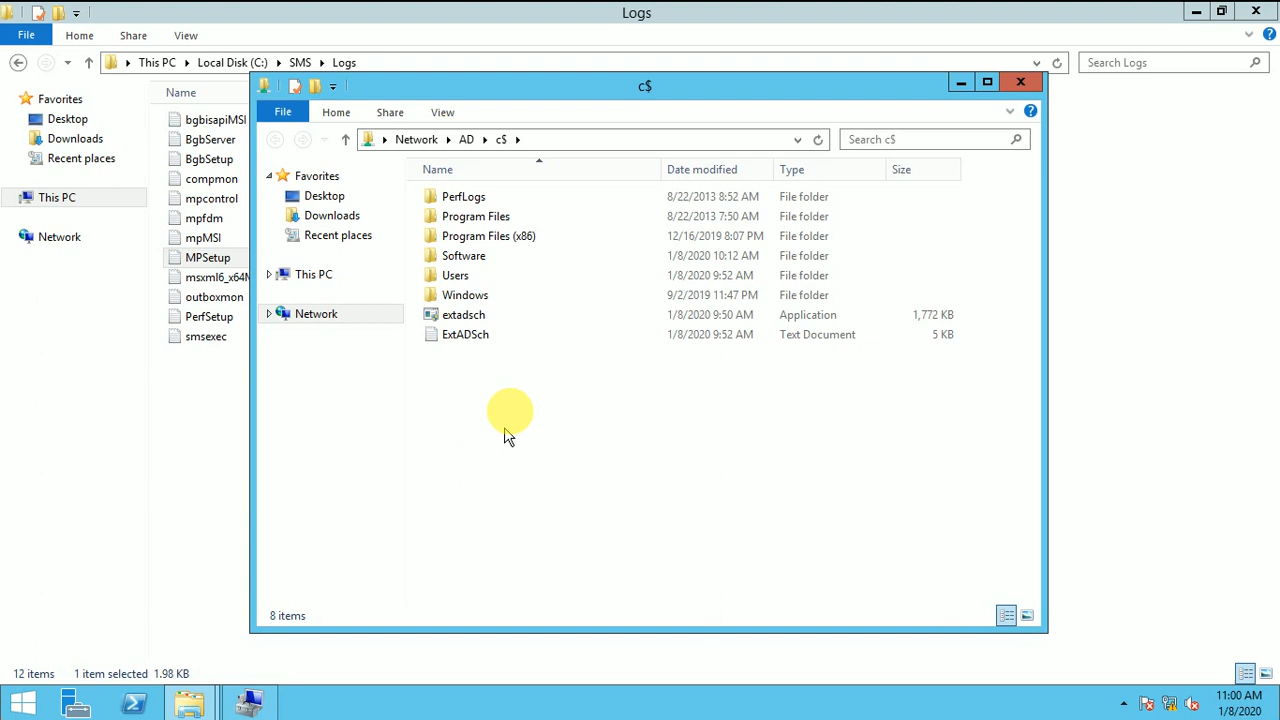 Logs
File Home Share View
This PC Local Disk (C:) SMS Logs
Search Logs
Favorites
Desktop
Downloads
Recent places
This PC
Network
Name
bgbisapiMSI
BgbServer
BgbSetup
compmon
mpcontrol
mpfdm
mpMSI
MPSetup
msxml6_x64M
outboxmon
PerfSetup
smsexec
12 items 1 item selected 1.98 KB
c$
File Home Share View
Network AD c$
Search c$
Favorites
Desktop
Downloads
Recent places
This PC
Network
Name Date modified Type Size
PerfLogs 8/22/2013 8:52 AM File folder
Program Files 8/22/2013 7:50 AM File folder
Program Files (x86) 12/16/2019 8:07 PM File folder
Software 1/8/2020 10:12 AM File folder
Users 1/8/2020 9:52 AM File folder
Windows 9/2/2019 11:47 PM File folder
extadsch 1/8/2020 9:50 AM Application 1,772 KB
ExtADSch 1/8/2020 9:52 AM Text Document 5 KB
8 items
11:00 AM
1/8/2020